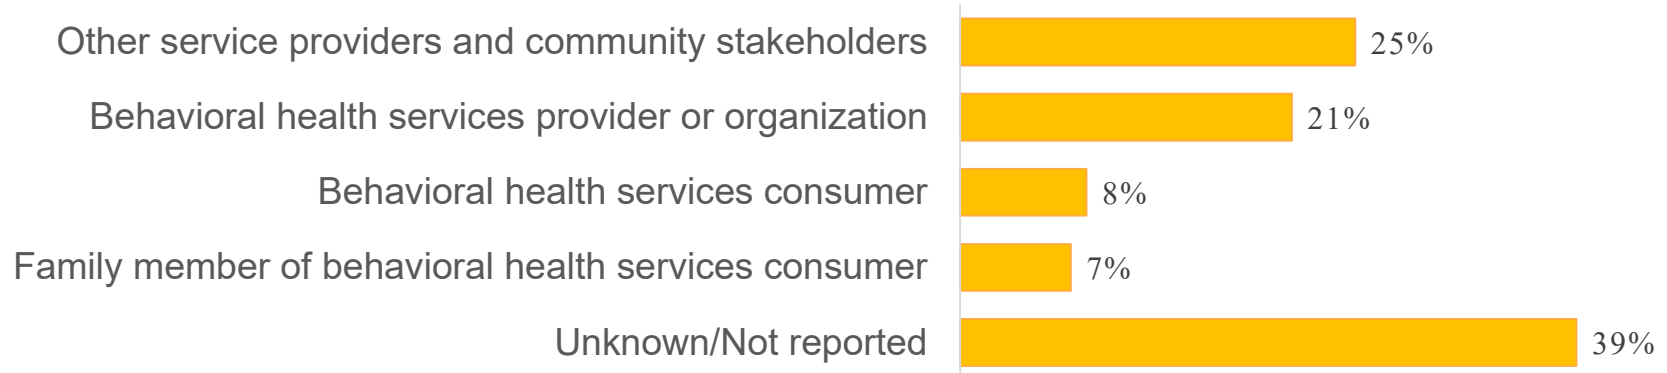 Other service providers and community stakeholders 25%
Behavioral health services provider or organization 21%
Behavioral health services consumer 8%
Family member of behavioral health services consumer 7%
Unknown/Not reported 39%